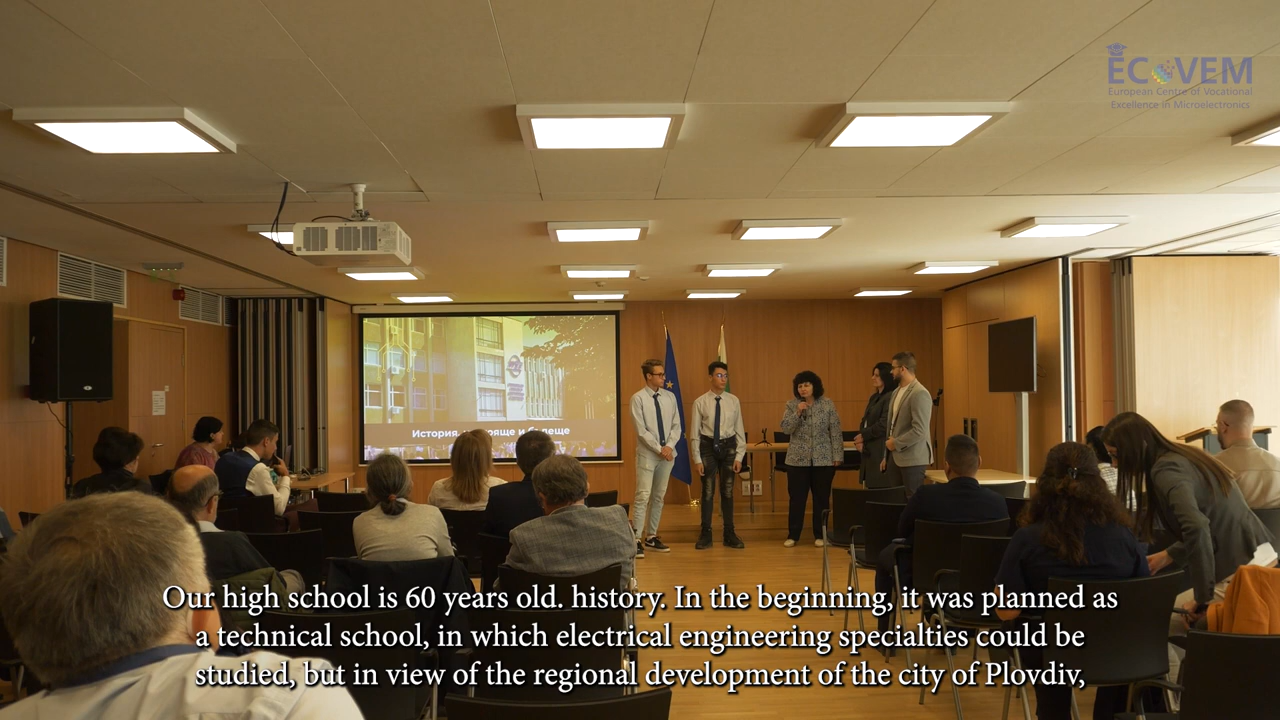 ECOVEM
European Centre of Vocational
Excellence in Microelectronics
История, и бъдеще
Our high school is 60 years old. history. In the beginning, it was planned as
a technical school, in which electrical engineering specialties could be
studied, but in view of the regional development of the city of Plovdiv,